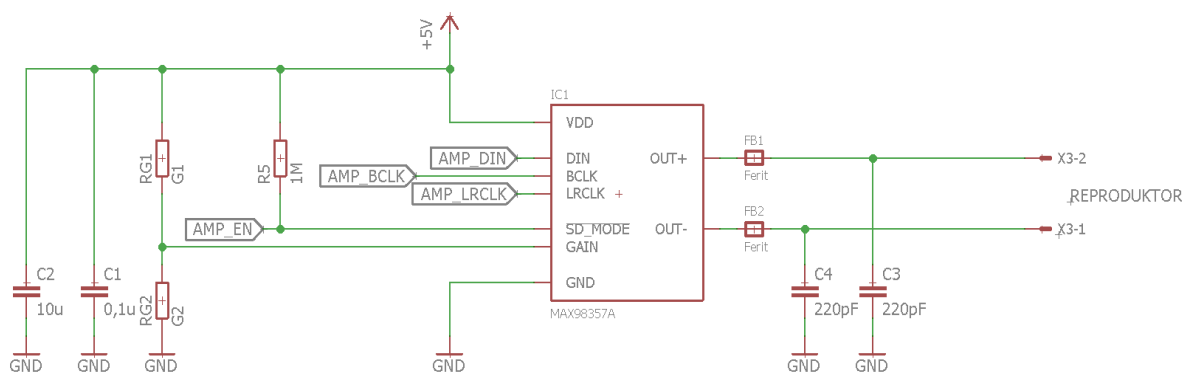 +5V
IC1
VDD
DIN
BCLK
LRCLK
SD_MODE
GAIN
GND
OUT+
OUT-
MAX98357A
AMP_DIN
AMP_BCLK
AMP_LRCLK
AMP_EN
RG1
G1
R5
1M
RG2
G2
C2
10u
C1
0,1u
FB1
Ferit
FB2
Ferit
X3-2
REPRODUKTOR
X3-1
C4
220pF
C3
220pF
GND
GND
GND
GND
GND
GND